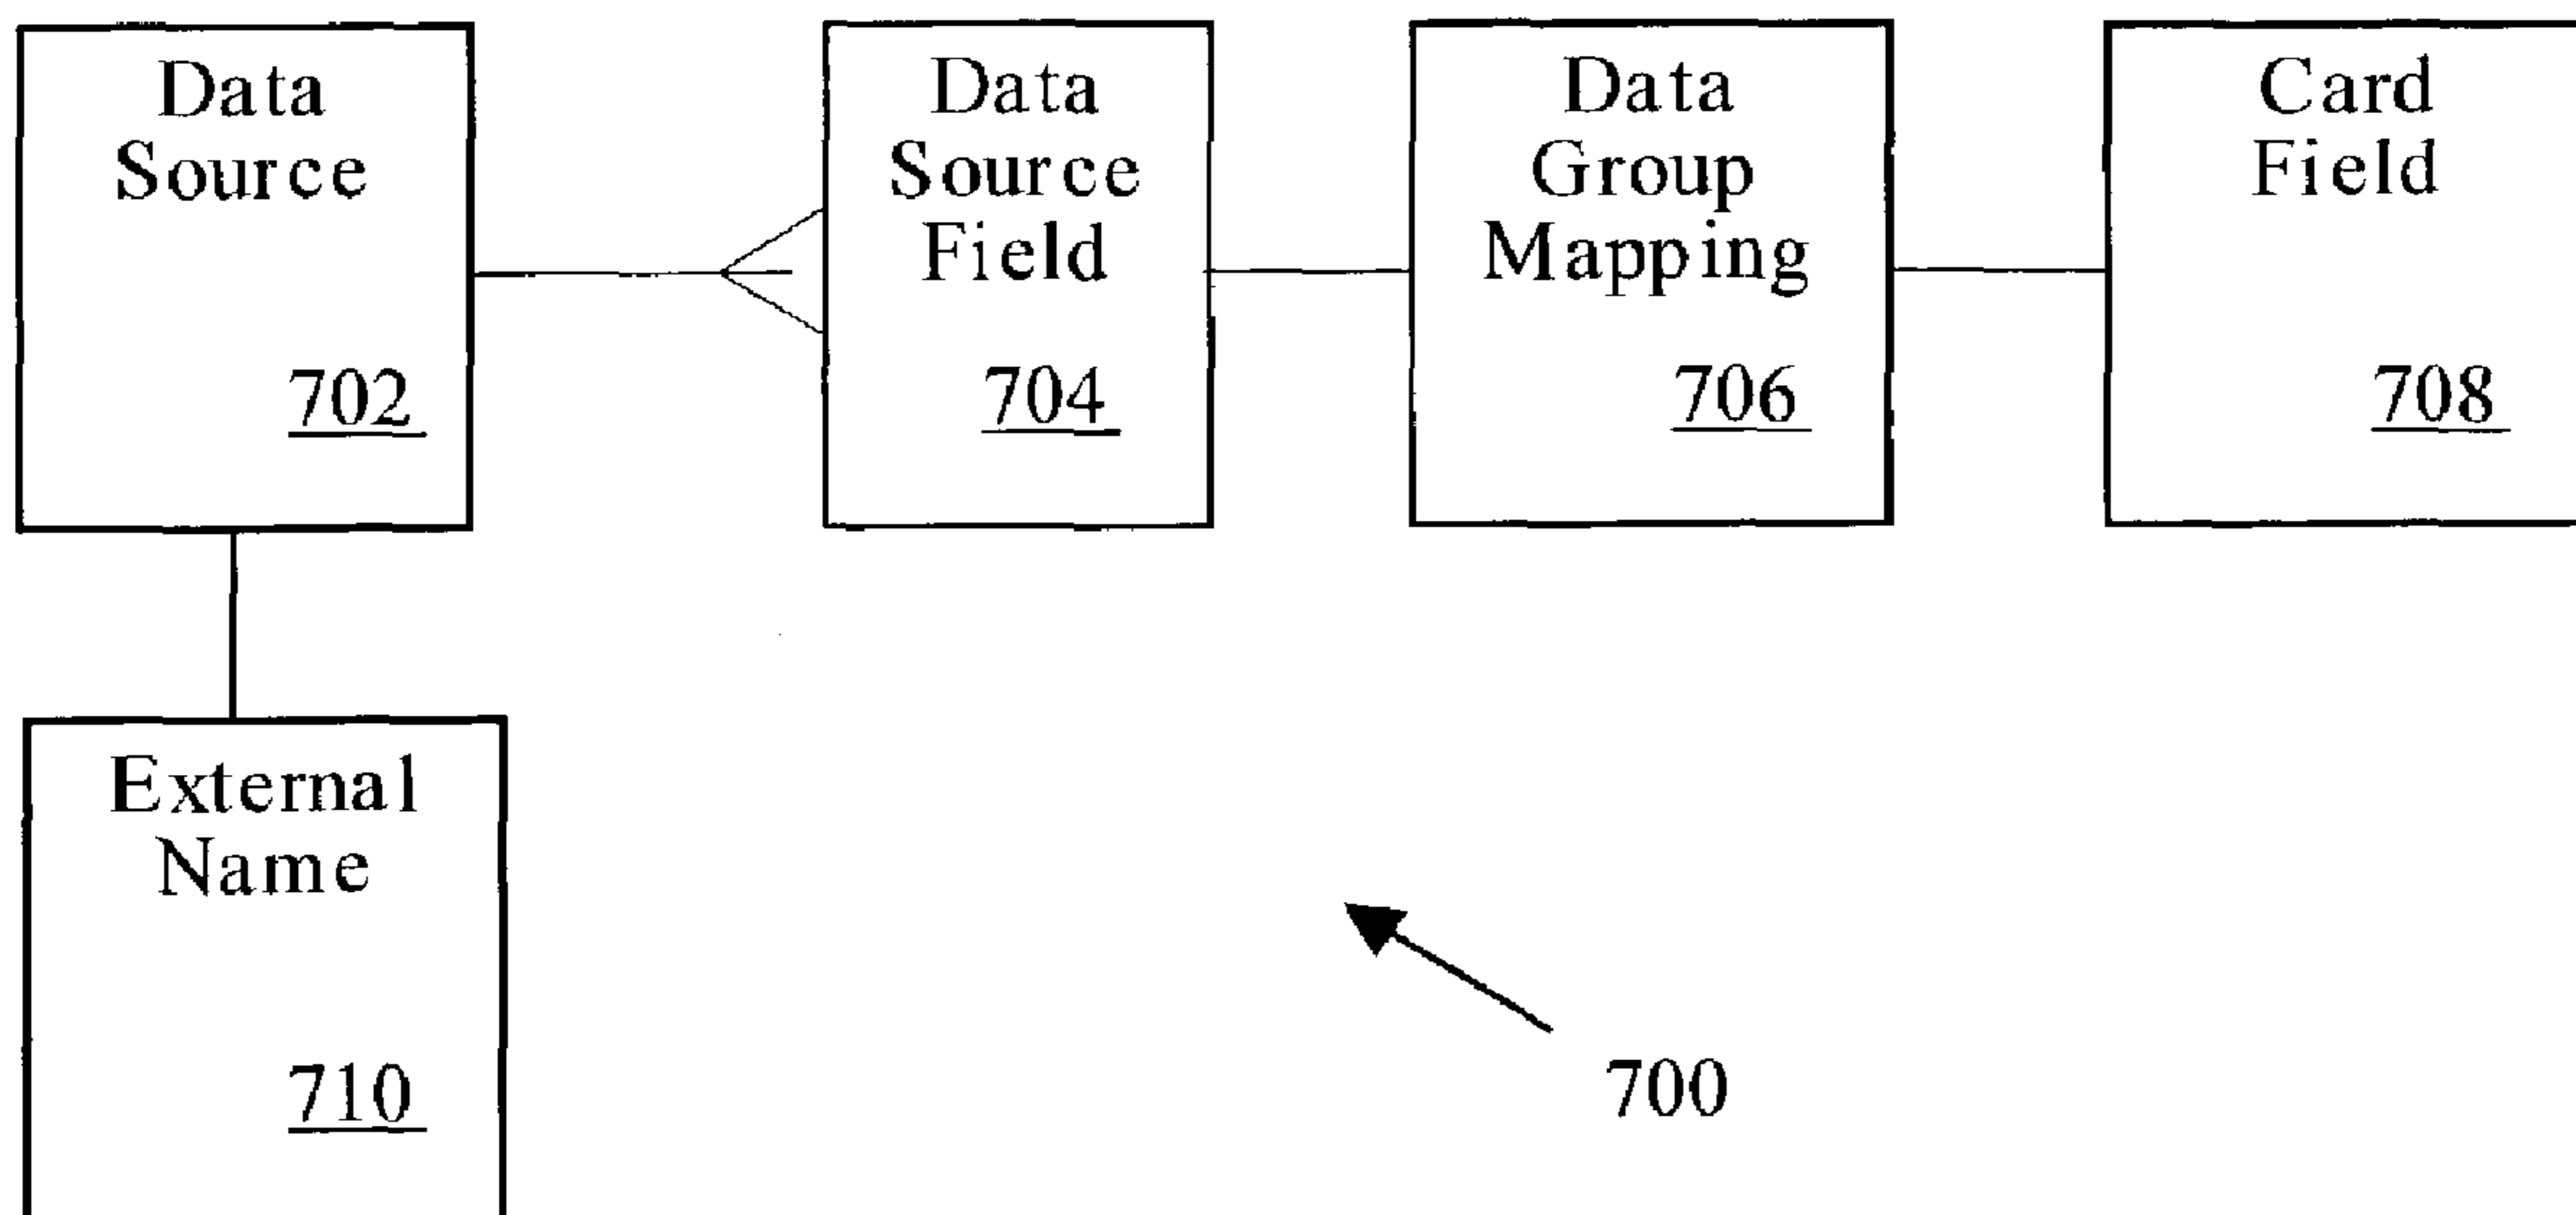 Data
Source
702
Data
Source
Field
704
Data
Group
Mapping
706
Card
Field
708
External
Name
710
700